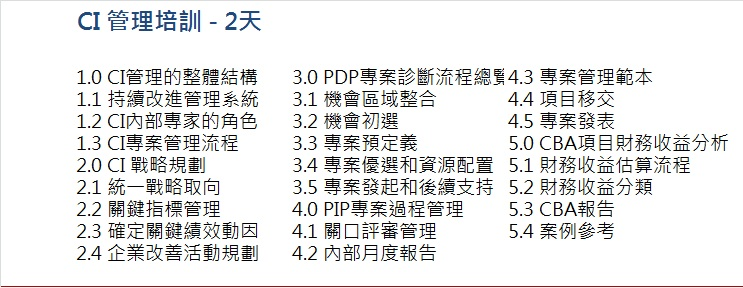 CI 管理培訓 - 2天
1.0 CI管理的整體結構
1.1 持續改進管理系統
1.2 CI內部專家的角色
1.3 CI專案管理流程
2.0 CI 戰略規劃
2.1 統一戰略取向
2.2 關鍵指標管理
2.3 確定關鍵績效動因
2.4 企業改善活動規劃
3.0 PDP專案診斷流程總覽
3.1 機會區域整合
3.2 機會初選
3.3 專案預定義
3.4 專案優選和資源配置
3.5 專案發起和後續支持
4.0 PIP專案過程管理
4.1 關口評審管理
4.2 內部月度報告
4.3 專案管理範本
4.4 項目移交
4.5 專案發表
5.0 CBA項目財務收益分析
5.1 財務收益估算流程
5.2 財務收益分類
5.3 CBA報告
5.4 案例參考